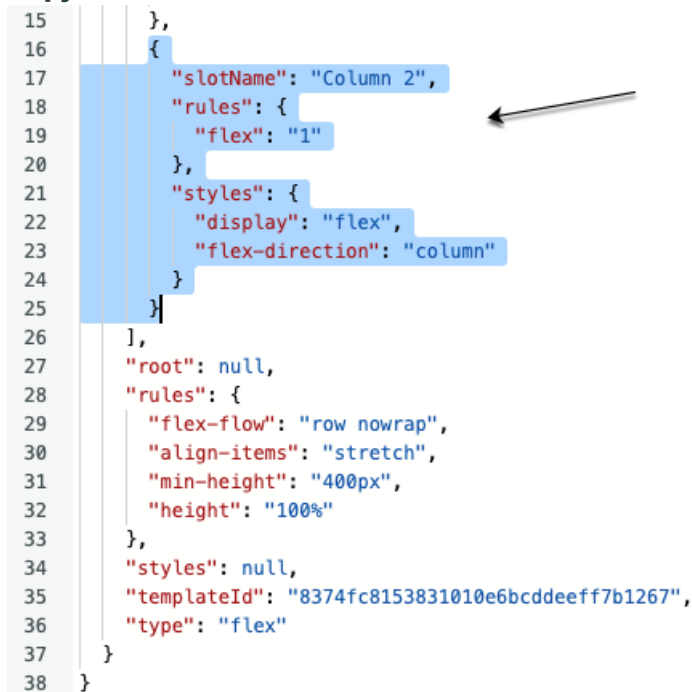 15 },
16 {
17 "slotName": "Column 2",
18 "rules": {
19 "flex": "1"
20 },
21 "styles": {
22 "display": "flex",
23 "flex-direction": "column"
24 }
25 }
26 ],
27 "root": null,
28 "rules": {
29 "flex-flow": "row nowrap",
30 "align-items": "stretch",
31 "min-height": "400px",
32 "height": "100%"
33 },
34 "styles": null,
35 "templateId": "8374fc8153831010e6bcddeeff7b1267",
36 "type": "flex"
37 }
38 }